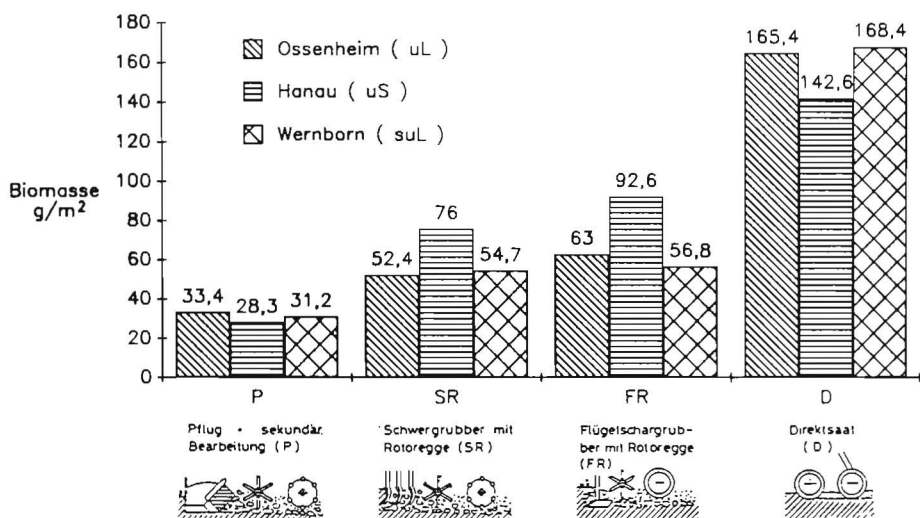 180
160
140
120
100
80
60
40
20
0
Biomasse
g/m²
Ossenheim ( uL )
Hanau ( uS )
Wernborn ( suL )
33,4
28,3
31,2
52,4
76
54,7
63
92,6
56,8
165,4
142,6
168,4
P
SR
FR
D
Pflug • sekundär.
Bearbeitung (P)
Schwergrubber mit
Rotoregge (SR)
Flügelschargrub-
ber mit Rotoregge
(FR)
Direktsaat
(D)